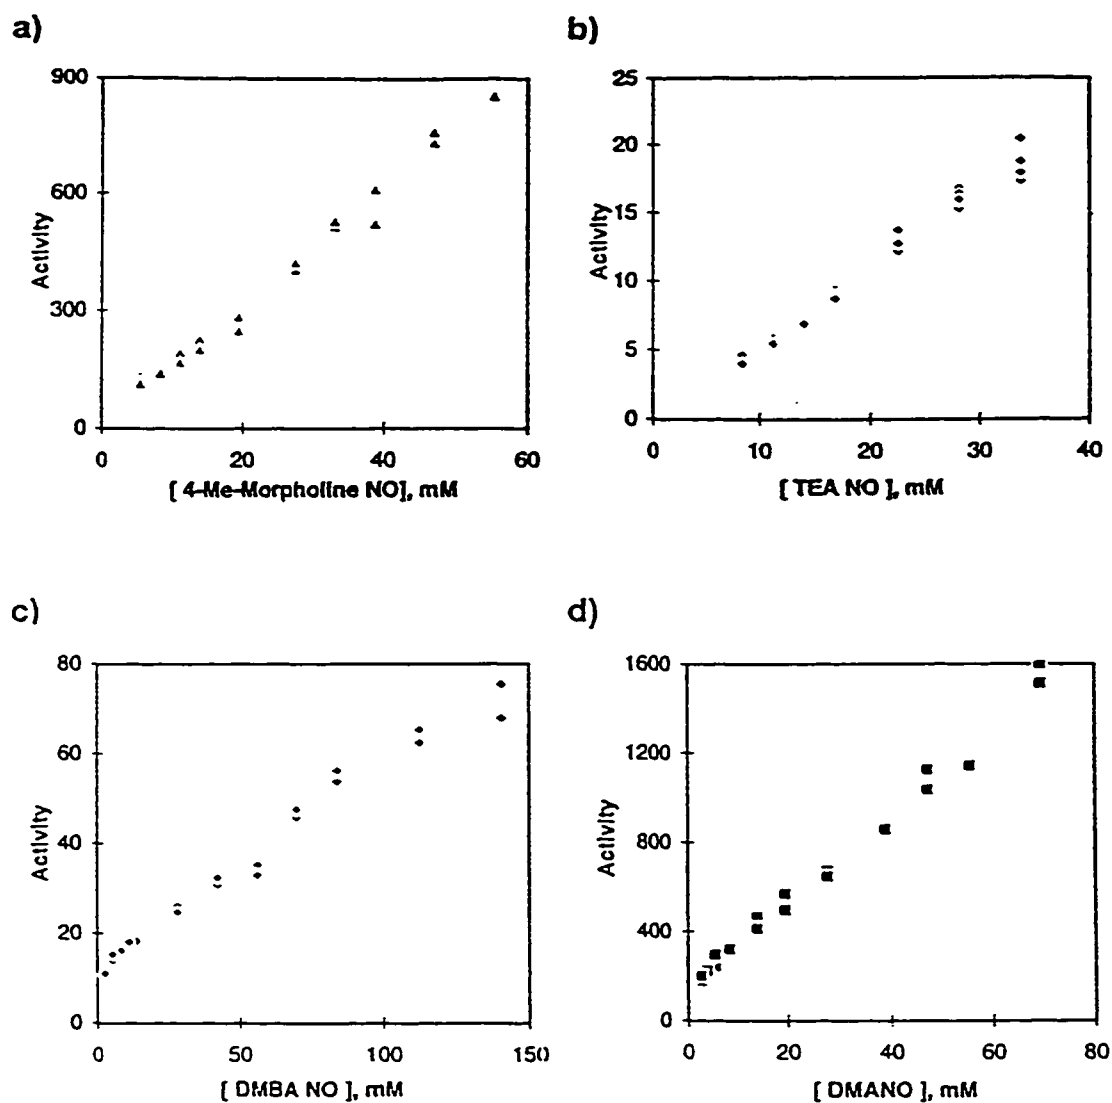 a)
900
600
300
0
Activity
0 20 40 60
[ 4-Me-Morpholine NO], mM
b)
25
20
15
10
5
0
Activity
0 10 20 30 40
[ TEA NO ], mM
c)
80
60
40
20
0
Activity
0 50 100 150
[ DMBA NO ], mM
d)
1600
1200
800
400
0
Activity
0 20 40 60 80
[ DMANO ], mM